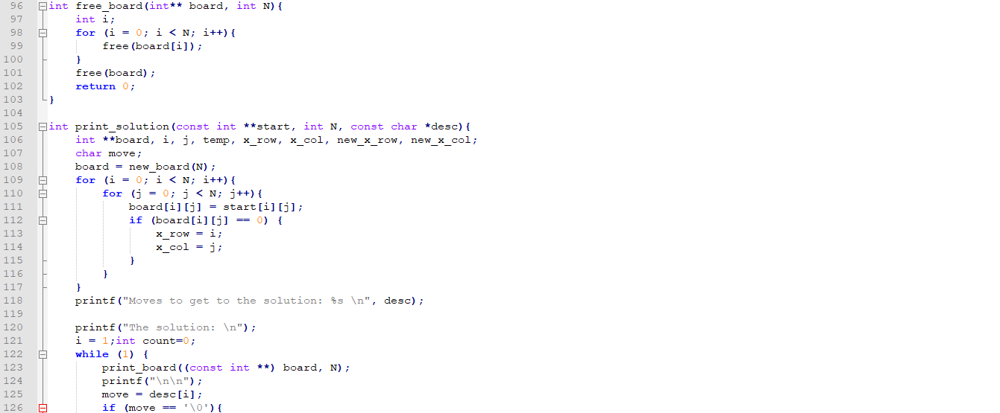 96 int free_board(int** board, int N){
97     int i;
98     for (i = 0; i < N; i++){
99         free(board[i]);
100     }
101     free(board);
102     return 0;
103 }
104
105 int print_solution(const int **start, int N, const char *desc){
106     int **board, i, j, temp, x_row, x_col, new_x_row, new_x_col;
107     char move;
108     board = new_board(N);
109     for (i = 0; i < N; i++){
110         for (j = 0; j < N; j++){
111             board[i][j] = start[i][j];
112             if (board[i][j] == 0) {
113                 x_row = i;
114                 x_col = j;
115             }
116         }
117     }
118     printf("Moves to get to the solution: %s \n", desc);
119
120     printf("The solution: \n");
121     i = 1;int count=0;
122     while (1) {
123         print_board((const int **) board, N);
124         printf("\n\n");
125         move = desc[i];
126         if (move == '\0'){